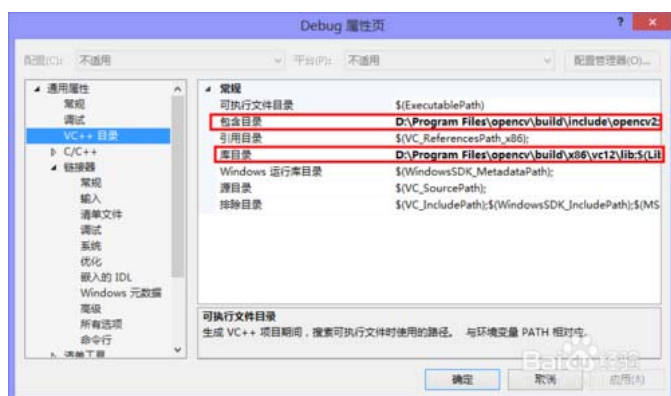 Debug 属性页
? ×
配置(C): 不适用 平台(P): 不适用 配置管理器(O)...
通用属性
常规
调试
VC++ 目录
C/C++
链接器
常规
输入
清单文件
调试
系统
优化
嵌入的 IDL
Windows 元数据
高级
所有选项
命令行
清单工具
常规
可执行文件目录 $(ExecutablePath)
包含目录 D:\Program Files\opencv\build\include\opencv2;
引用目录 $(VC_ReferencesPath_x86);
库目录 D:\Program Files\opencv\build\x86\vc12\lib;$(Lib
Windows 运行库目录 $(WindowsSDK_MetadataPath);
源目录 $(VC_SourcePath);
排除目录 $(VC_IncludePath);$(WindowsSDK_IncludePath);$(MS
可执行文件目录
生成 VC++ 项目期间，搜索可执行文件时使用的路径。 与环境变量 PATH 相对应.
Baidu 经验
确定 取消 应用(A)